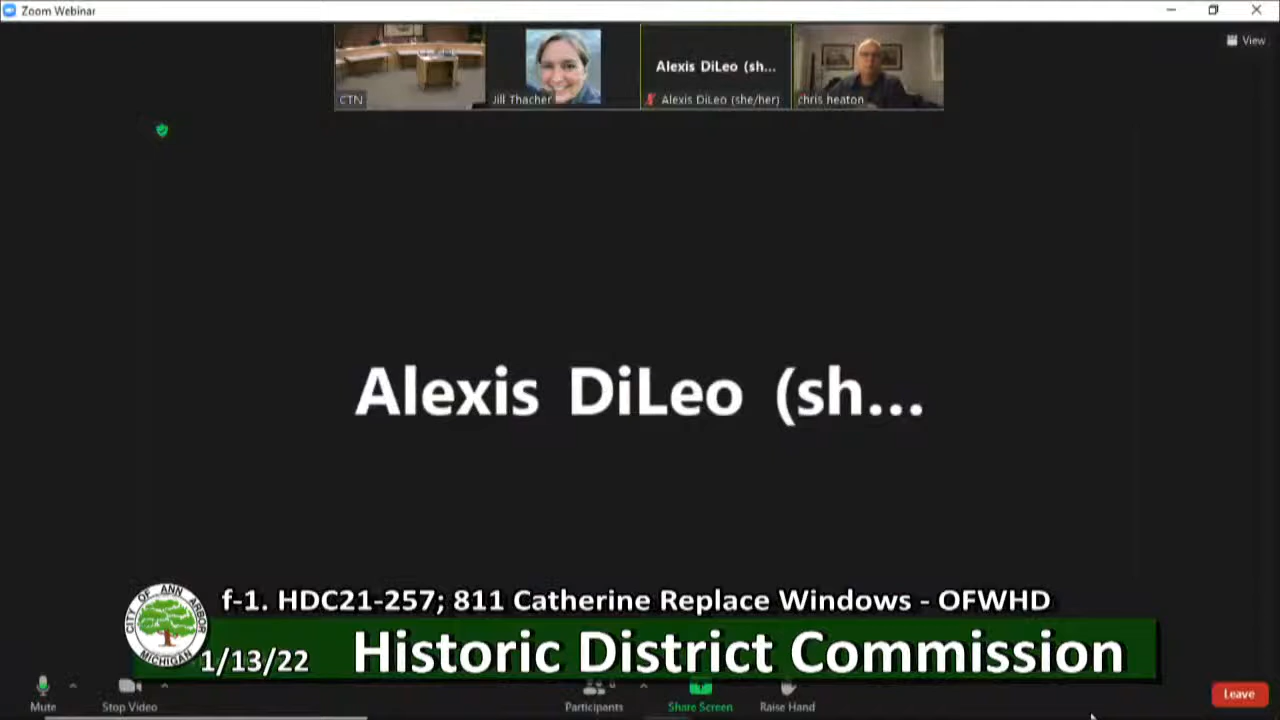 Zoom Webinar
View
CTN
Jill Thacher
Alexis DiLeo (sh...
Alexis DiLeo (she/her)
chris heaton
Alexis DiLeo (sh...
f-1. HDC21-257; 811 Catherine Replace Windows - OFWHD
CITY OF ANN ARBOR
MICHIGAN
1/13/22 Historic District Commission
Mute
Stop Video
Participants
Share Screen
Raise Hand
Leave